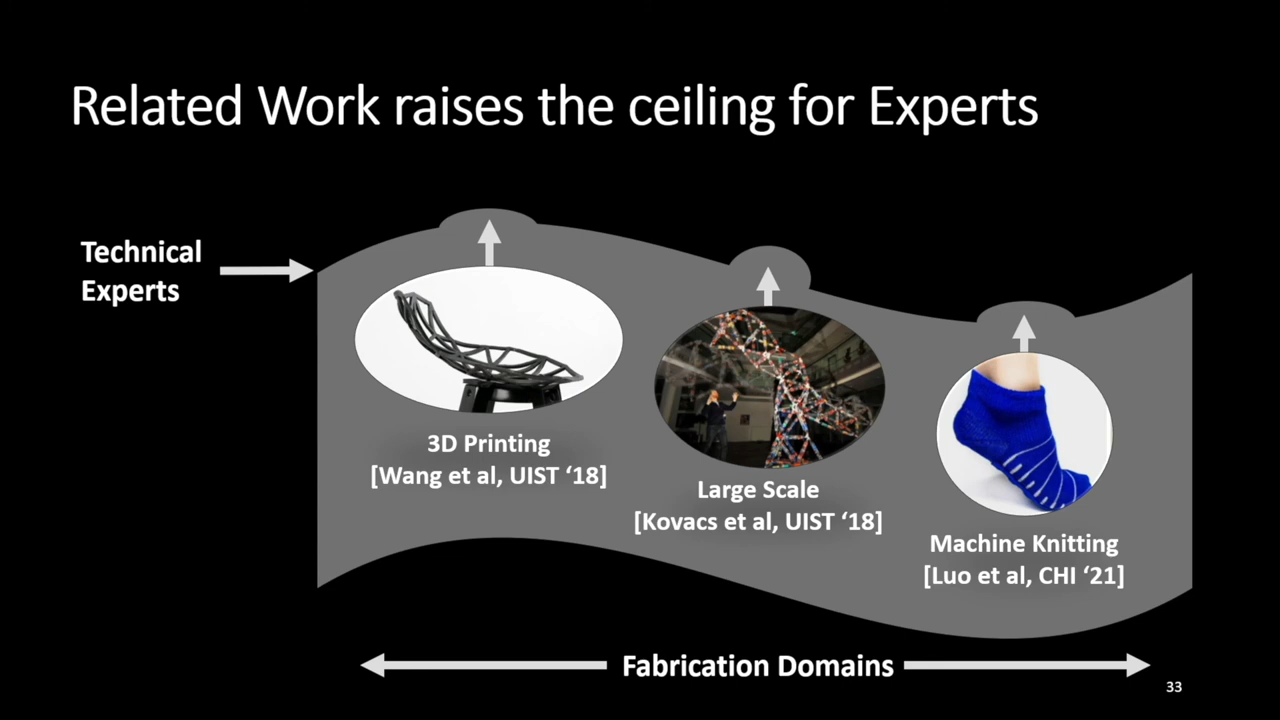 Related Work raises the ceiling for Experts
Technical
Experts
3D Printing
[Wang et al, UIST ‘18]
Large Scale
[Kovacs et al, UIST ‘18]
Machine Knitting
[Luo et al, CHI ‘21]
Fabrication Domains
33